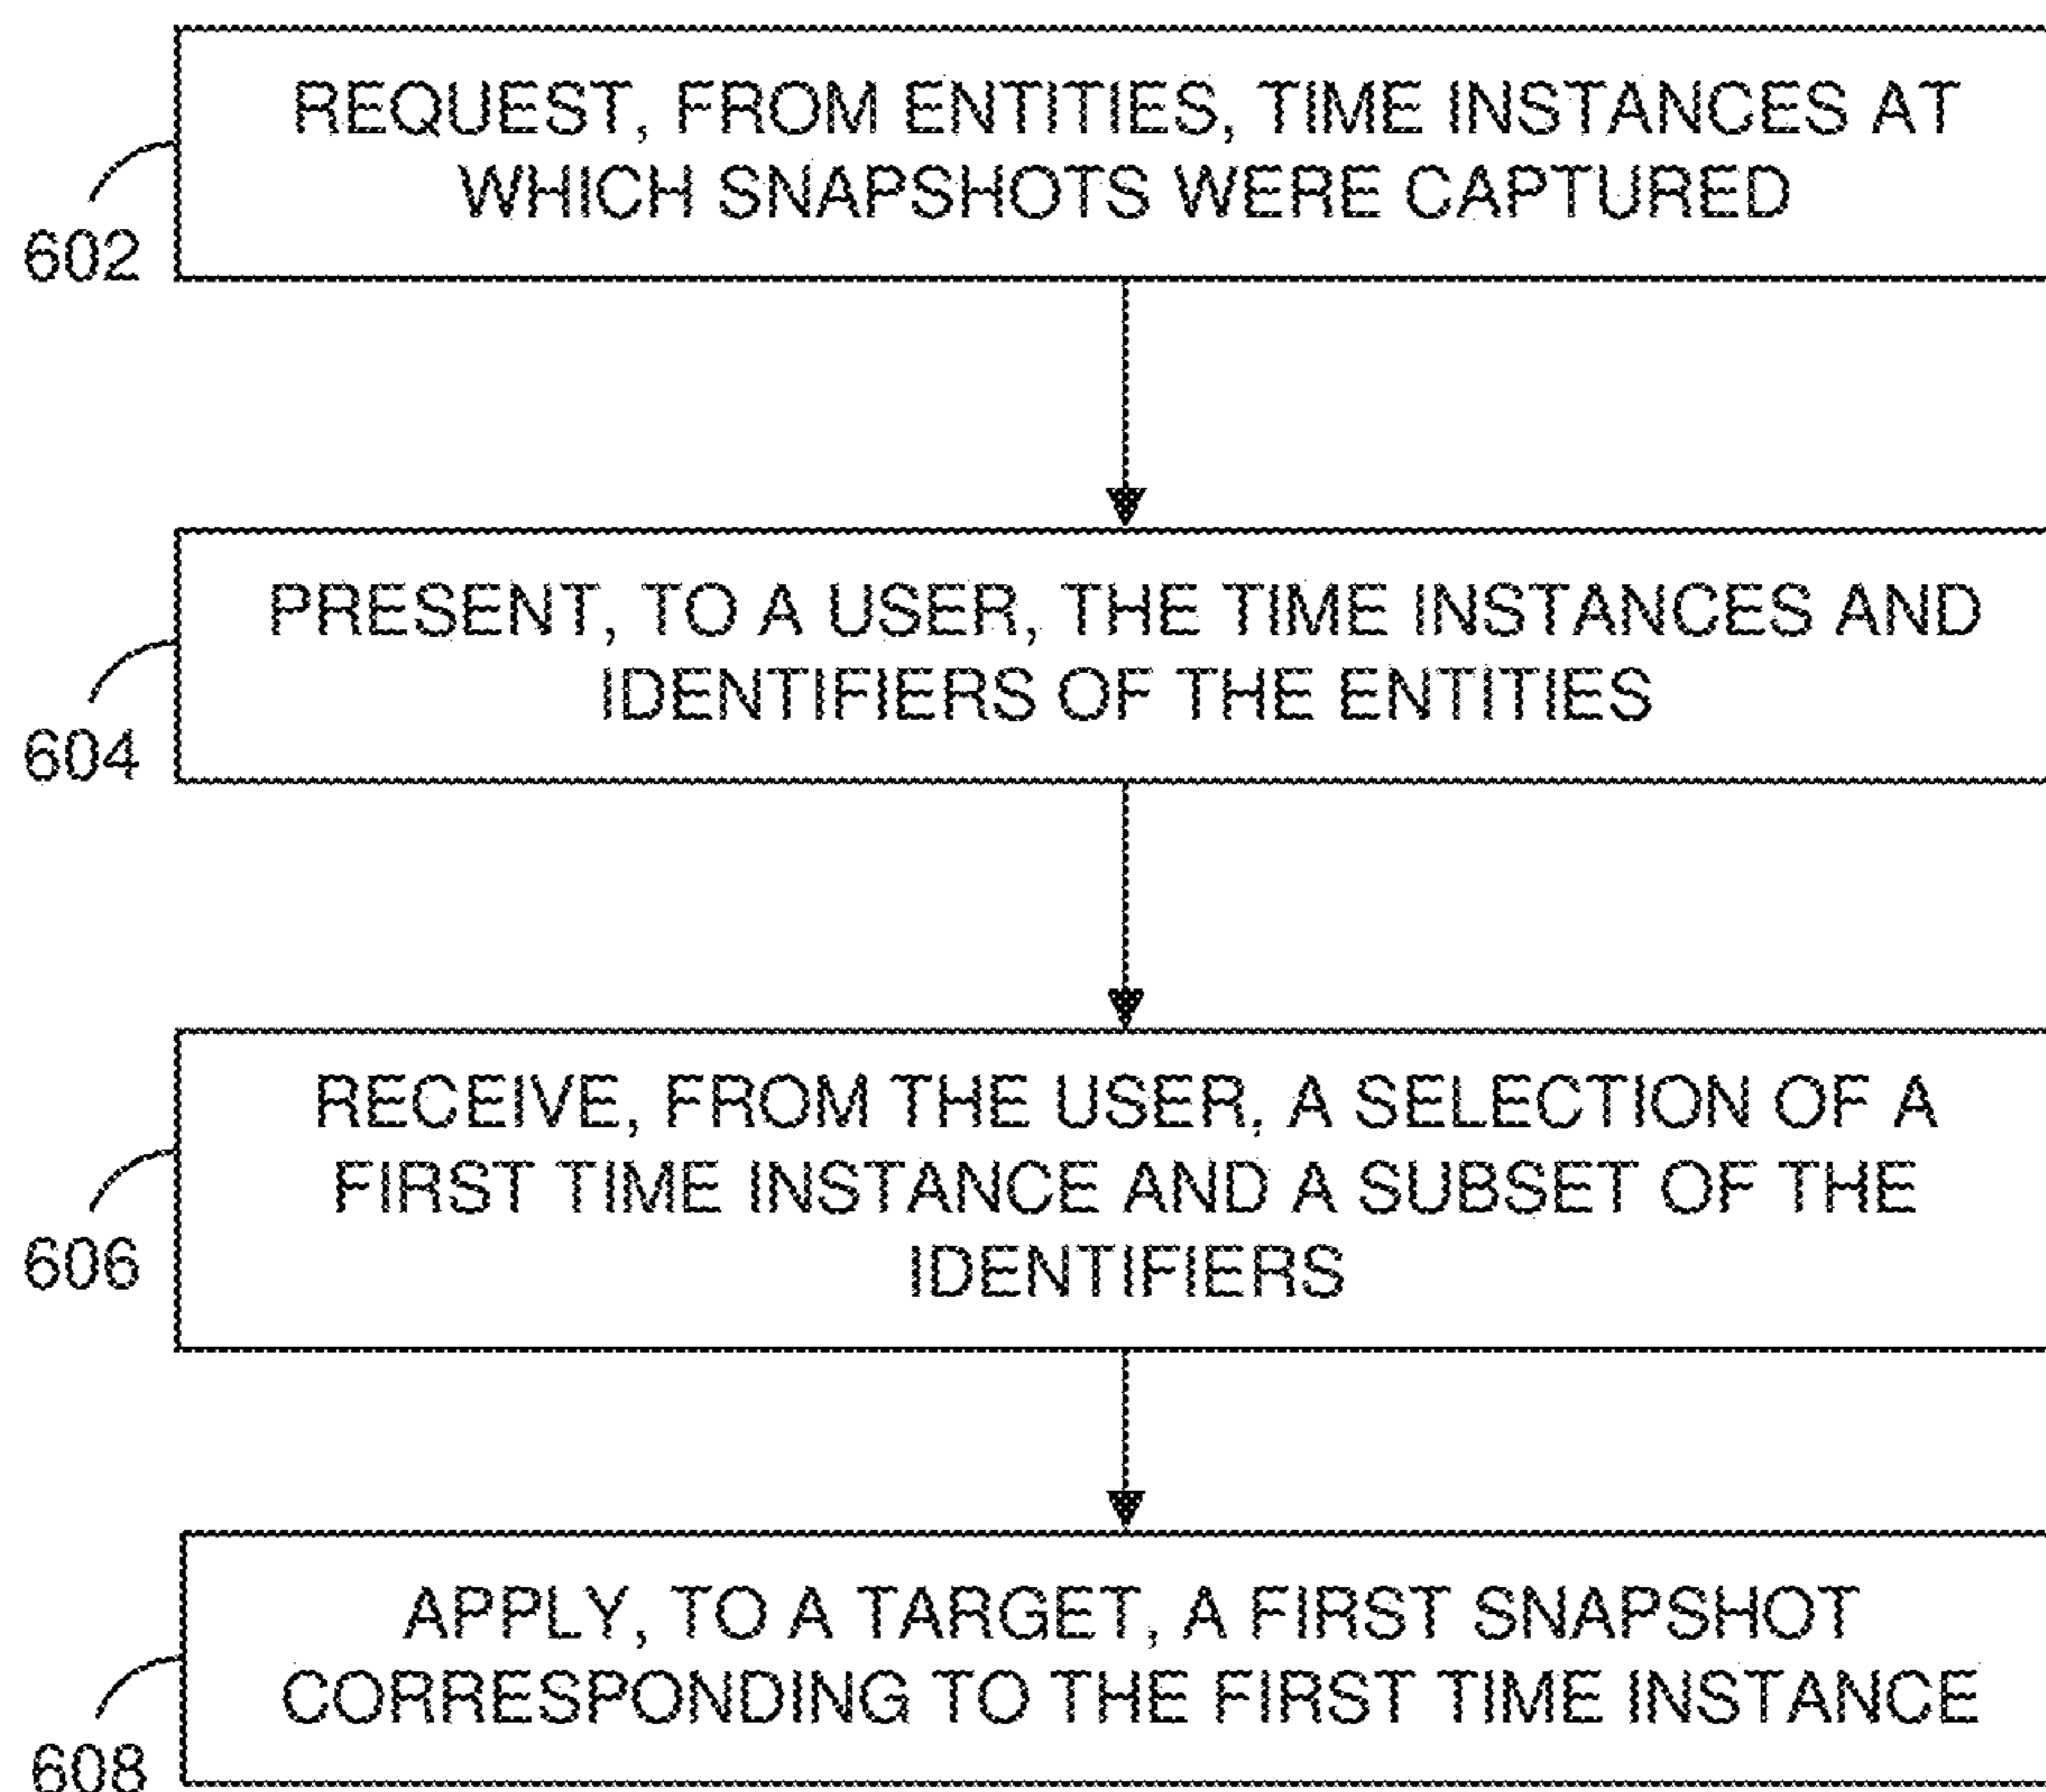 REQUEST, FROM ENTITIES, TIME INSTANCES AT
WHICH SNAPSHOTS WERE CAPTURED
602
PRESENT, TO A USER, THE TIME INSTANCES AND
IDENTIFIERS OF THE ENTITIES
604
RECEIVE, FROM THE USER, A SELECTION OF A
FIRST TIME INSTANCE AND A SUBSET OF THE
IDENTIFIERS
606
APPLY, TO A TARGET, A FIRST SNAPSHOT
CORRESPONDING TO THE FIRST TIME INSTANCE
608